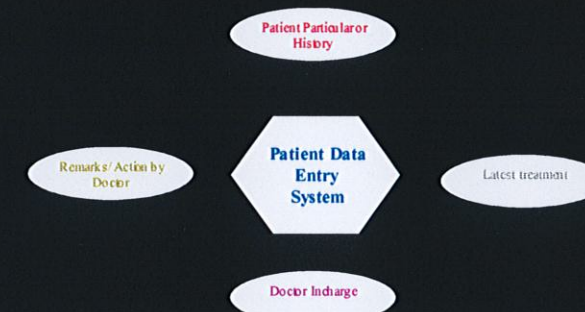 Patient Particular or
History
Remarks/ Action by
Doctor
Patient Data
Entry
System
Latest treatment
Doctor Incharge